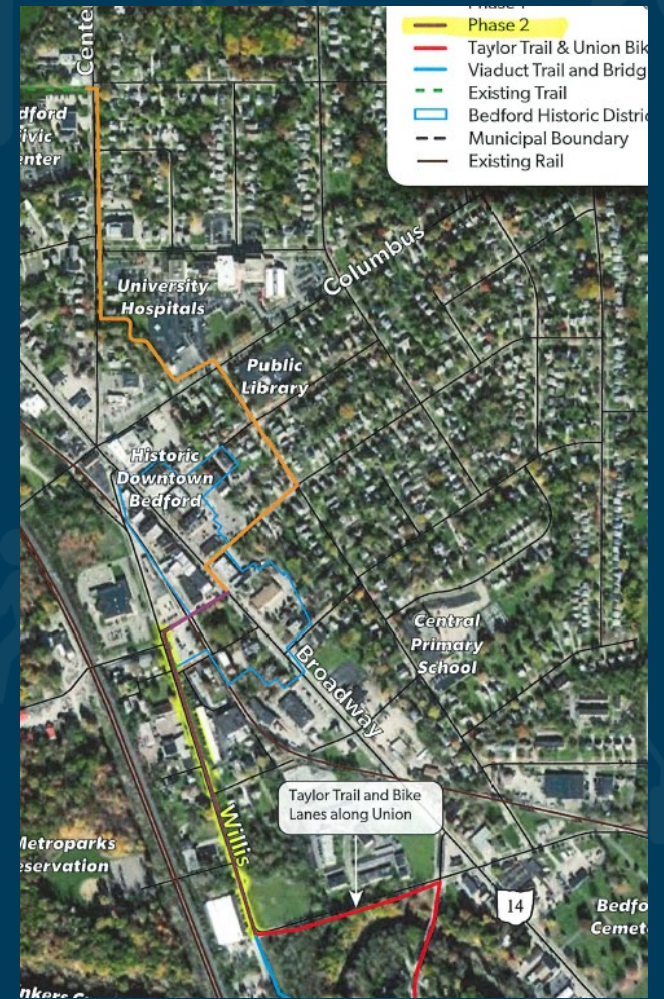 Phase 2
Taylor Trail & Union Bik
Viaduct Trail and Bridg
Existing Trail
Bedford Historic Distric
Municipal Boundary
Existing Rail
Cente
dford
ivic
enter
University
Hospitals
Columbus
Public
Library
Historic
Downtown
Bedford
Central
Primary
School
Broadway
Taylor Trail and Bike
Lanes along Union
Willis
Metroparks
eservation
14
Bedfo
Cemet